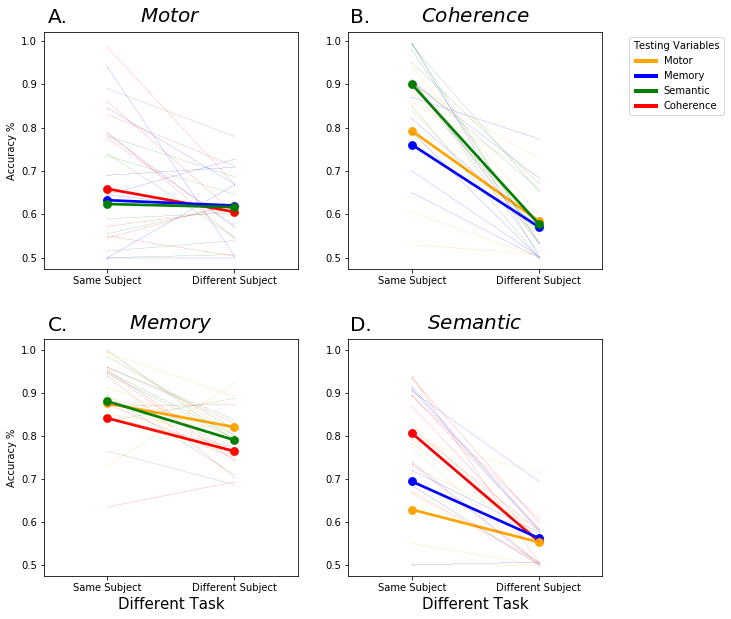 A. Motor
B. Coherence
Testing Variables
Motor
Memory
Semantic
Coherence
Accuracy %
1.0
0.9
0.8
0.7
0.6
0.5
Same Subject Different Subject
1.0
0.9
0.8
0.7
0.6
0.5
Same Subject Different Subject
C. Memory
D. Semantic
Accuracy %
1.0
0.9
0.8
0.7
0.6
0.5
Same Subject Different Subject
Different Task
1.0
0.9
0.8
0.7
0.6
0.5
Same Subject Different Subject
Different Task